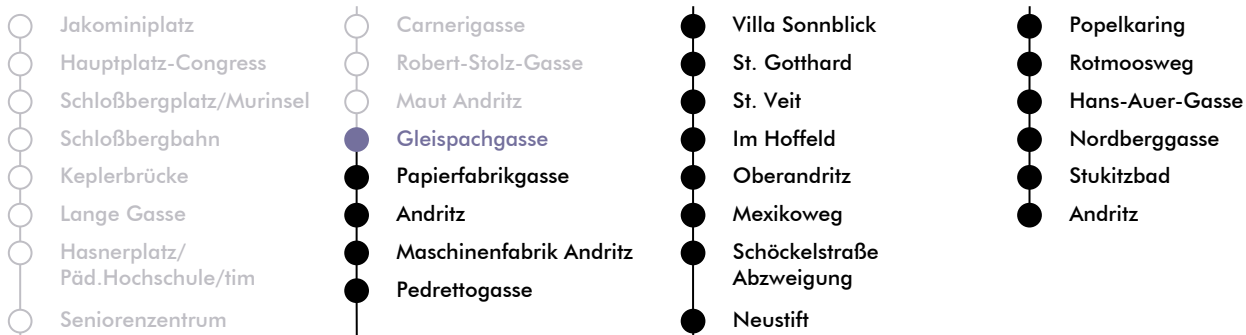 Jakominiplatz
Hauptplatz-Congress
Schloßbergplatz/Murinsel
Schloßbergbahn
Keplerbrücke
Lange Gasse
Hasnerplatz/
Päd.Hochschule/tim
Seniorenzentrum
Carnerigasse
Robert-Stolz-Gasse
Maut Andritz
Gleispachgasse
Papierfabrikgasse
Andritz
Maschinenfabrik Andritz
Pedrettogasse
Villa Sonnblick
St. Gotthard
St. Veit
Im Hoffeld
Oberandritz
Mexikoweg
Schöckelstraße
Abzweigung
Neustift
Popelkaring
Rotmoosweg
Hans-Auer-Gasse
Nordberggasse
Stukitzbad
Andritz